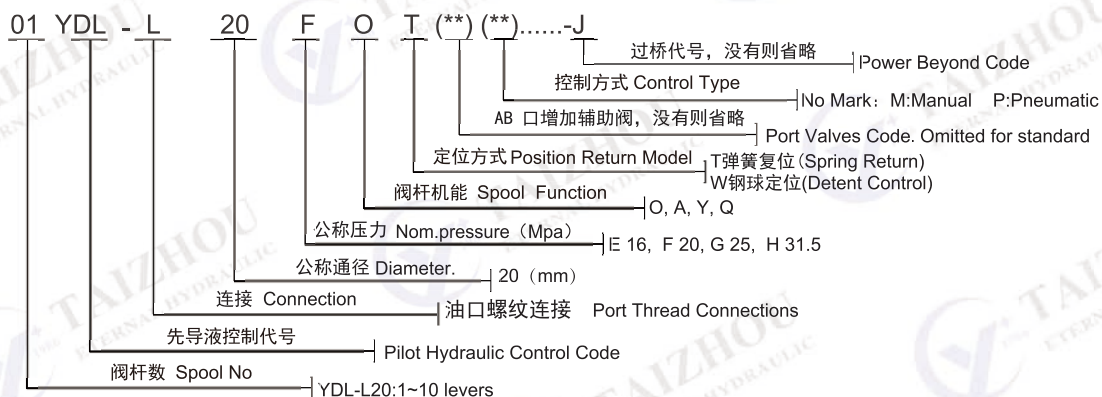 01 YDL - L 20 F O T (**) (**)......-J
过桥代号，没有则省略 Power Beyond Code
控制方式 Control Type No Mark：M:Manual P:Pneumatic
AB 口增加辅助阀，没有则省略 Port Valves Code. Omitted for standard
定位方式 Position Return Model T弹簧复位(Spring Return)
W钢球定位(Detent Control)
阀杆机能 Spool Function O, A, Y, Q
公称压力 Nom.pressure（Mpa） E 16, F 20, G 25, H 31.5
公称通径 Diameter. 20（mm）
连接 Connection 油口螺纹连接 Port Thread Connections
先导液控制代号 Pilot Hydraulic Control Code
阀杆数 Spool No YDL-L20:1~10 levers
TAIZHOU
ETERNAL HYDRAULIC